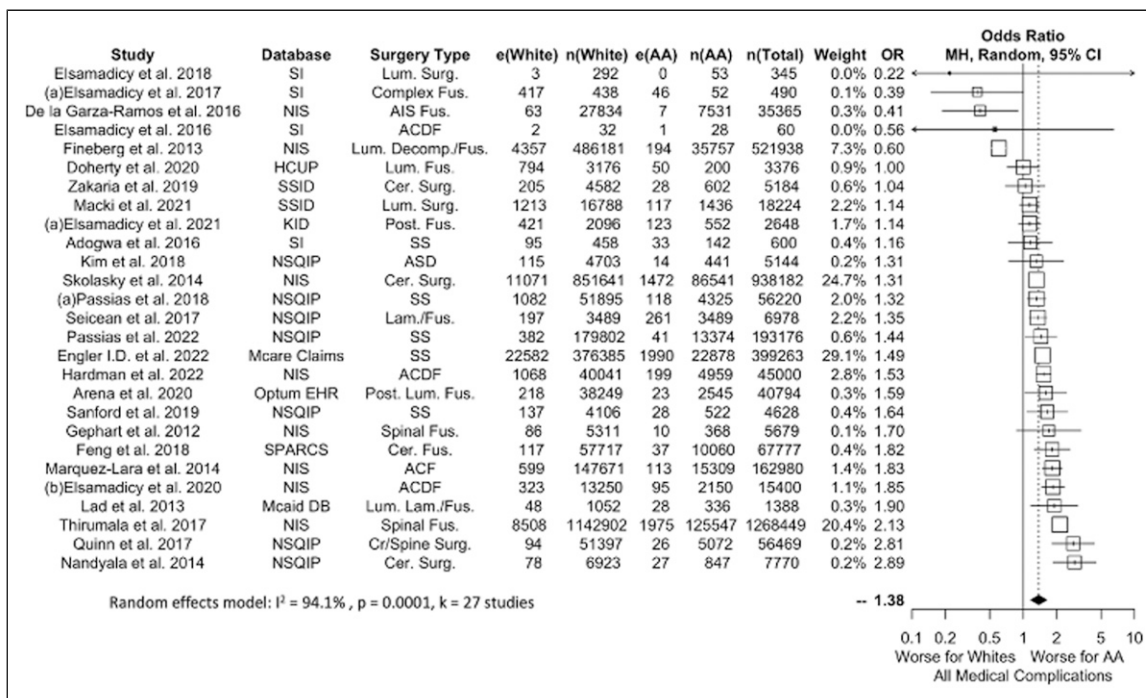 Odds Ratio
Study Database Surgery Type e(White) n(White) e(AA) n(AA) n(Total) Weight OR MH, Random, 95% CI
Elsamadicy et al. 2018 SI Lum. Surg. 3 292 0 53 345 0.0% 0.22
(a)Elsamadicy et al. 2017 SI Complex Fus. 417 438 46 52 490 0.1% 0.39
De la Garza-Ramos et al. 2016 NIS AIS Fus. 63 27834 7 7531 35365 0.3% 0.41
Elsamadicy et al. 2016 SI ACDF 2 32 1 28 60 0.0% 0.56
Fineberg et al. 2013 NIS Lum. Decomp./Fus. 4357 486181 194 35757 521938 7.3% 0.60
Doherty et al. 2020 HCUP Lum. Fus. 794 3176 50 200 3376 0.9% 1.00
Zakaria et al. 2019 SSID Cer. Surg. 205 4582 28 602 5184 0.6% 1.04
Macki et al. 2021 SSID Lum. Surg. 1213 16788 117 1436 18224 2.2% 1.14
(a)Elsamadicy et al. 2021 KID Post. Fus. 421 2096 123 552 2648 1.7% 1.14
Adogwa et al. 2016 SI SS 95 458 33 142 600 0.4% 1.16
Kim et al. 2018 NSQIP ASD 115 4703 14 441 5144 0.2% 1.31
Skolasky et al. 2014 NIS Cer. Surg. 11071 851641 1472 86541 938182 24.7% 1.31
(a)Passias et al. 2018 NSQIP SS 1082 51895 118 4325 56220 2.0% 1.32
Seicean et al. 2017 NSQIP Lam./Fus. 197 3489 261 3489 6978 2.2% 1.35
Passias et al. 2022 NSQIP SS 382 179802 41 13374 193176 0.6% 1.44
Engler I.D. et al. 2022 Mcare Claims SS 22582 376385 1990 22878 399263 29.1% 1.49
Hardman et al. 2022 NIS ACDF 1068 40041 199 4959 45000 2.8% 1.53
Arena et al. 2020 Optum EHR Post. Lum. Fus. 218 38249 23 2545 40794 0.3% 1.59
Sanford et al. 2019 NSQIP SS 137 4106 28 522 4628 0.4% 1.64
Gephart et al. 2012 NIS Spinal Fus. 86 5311 10 368 5679 0.1% 1.70
Feng et al. 2018 SPARCS Cer. Fus. 117 57717 37 10060 67777 0.4% 1.82
Marquez-Lara et al. 2014 NIS ACF 599 147671 113 15309 162980 1.4% 1.83
(b)Elsamadicy et al. 2020 NIS ACDF 323 13250 95 2150 15400 1.1% 1.85
Lad et al. 2013 Mcaid DB Lum. Lam./Fus. 48 1052 28 336 1388 0.3% 1.90
Thirumala et al. 2017 NIS Spinal Fus. 8508 1142902 1975 125547 1268449 20.4% 2.13
Quinn et al. 2017 NSQIP Cr/Spine Surg. 94 51397 26 5072 56469 0.2% 2.81
Nandyala et al. 2014 NSQIP Cer. Surg. 78 6923 27 847 7770 0.2% 2.89
Random effects model: I² = 94.1% , p = 0.0001, k = 27 studies -- 1.38
0.1 0.2 0.5 1 2 5 10
Worse for Whites Worse for AA
All Medical Complications